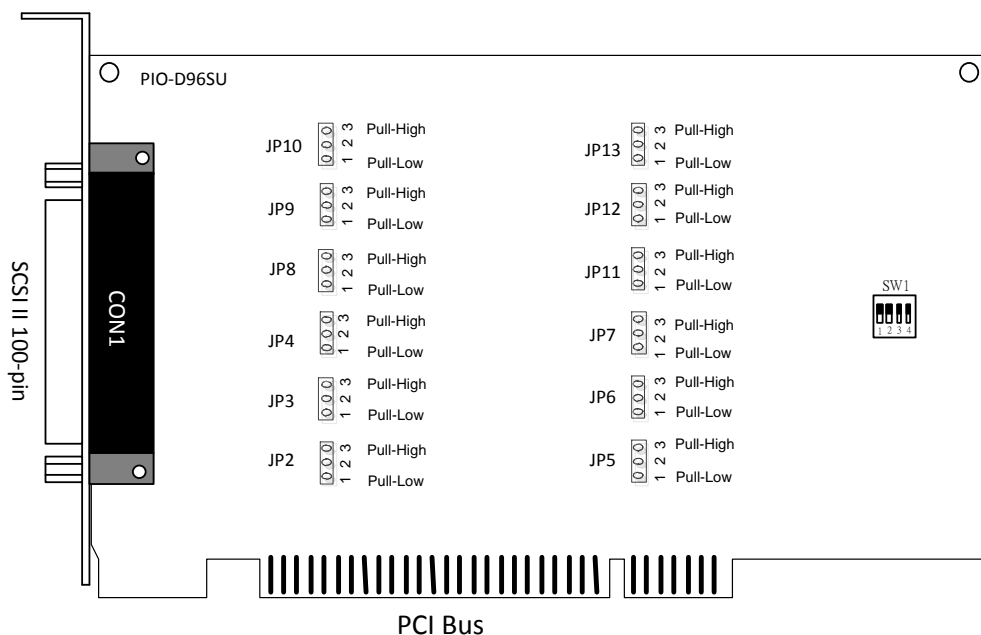 PIO-D96SU
JP10
3
2
1
Pull-High
Pull-Low
JP13
3
2
1
Pull-High
Pull-Low
JP9
3
2
1
Pull-High
Pull-Low
JP12
3
2
1
Pull-High
Pull-Low
JP8
3
2
1
Pull-High
Pull-Low
JP11
3
2
1
Pull-High
Pull-Low
JP4
3
2
1
Pull-High
Pull-Low
JP7
3
2
1
Pull-High
Pull-Low
JP3
3
2
1
Pull-High
Pull-Low
JP6
3
2
1
Pull-High
Pull-Low
JP2
3
2
1
Pull-High
Pull-Low
JP5
3
2
1
Pull-High
Pull-Low
SW1
1 2 3 4
SCSI II 100-pin
CON1
PCI Bus